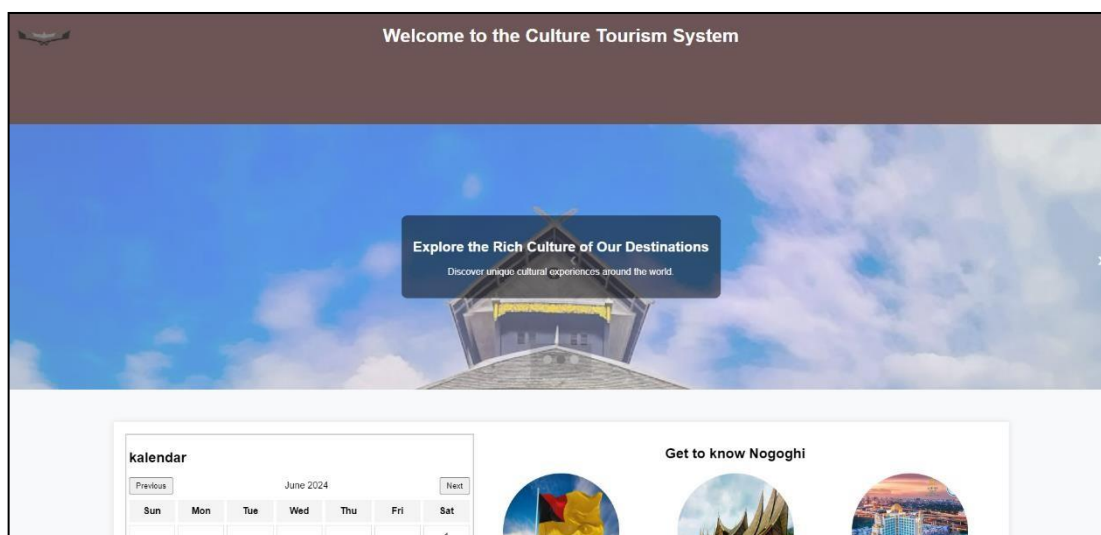 Welcome to the Culture Tourism System
Explore the Rich Culture of Our Destinations
Discover unique cultural experiences around the world.
kalendar
Previous
June 2024
Next
Sun Mon Tue Wed Thu Fri Sat
Get to know Nogoghi